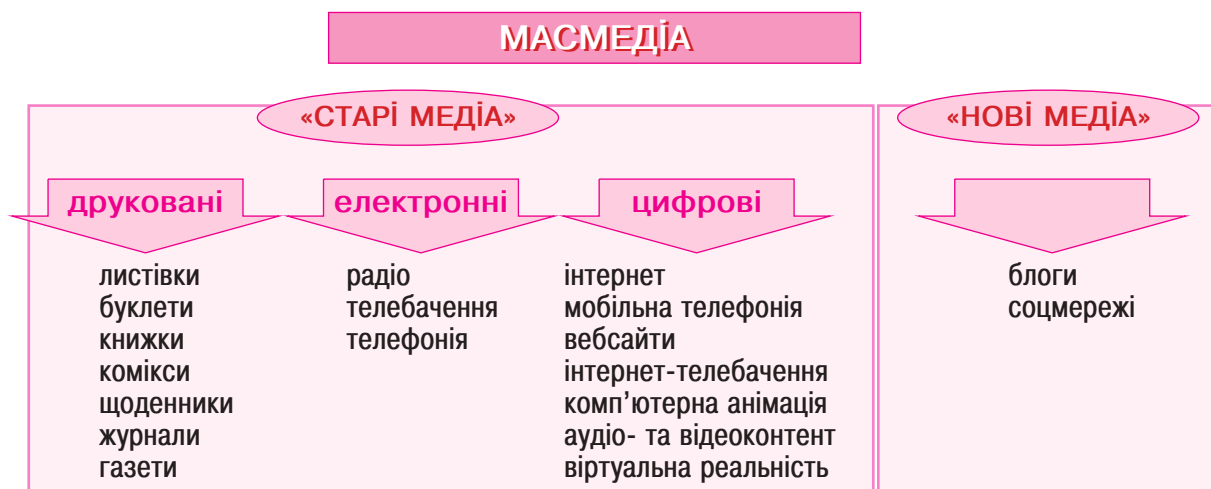 МАСМЕДІА
«СТАРІ МЕДІА»
«НОВІ МЕДІА»
друковані
електронні
цифрові
листівки
буклети
книжки
комікси
щоденники
журнали
газети
радіо
телебачення
телефонія
інтернет
мобільна телефонія
вебсайти
інтернет-телебачення
комп’ютерна анімація
аудіо- та відеоконтент
віртуальна реальність
блоги
соцмережі